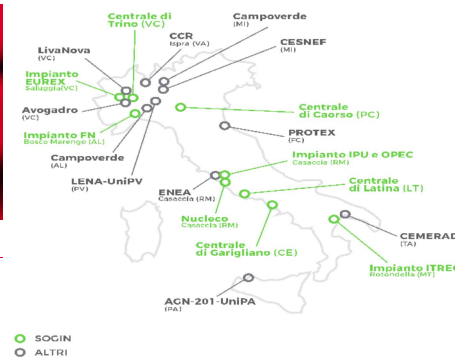 Centrale di
Trino (VC)
Campoverde
(MI)
CCR
Ispra (VA)
CESNEF
(MI)
LivaNova
(VC)
Impianto
EUREX
Saluggia(VC)
Avogadro
(VC)
Centrale
di Caorso (PC)
Impianto FN
Bosco Marengo (AL)
PROTEX
(FC)
Campoverde
(AL)
Impianto IPU e OPEC
Casaccia (RM)
LENA-UniPV
(PV)
Centrale
di Latina (LT)
ENEA
Casaccia (RM)
Nucleco
Casaccia (RM)
CEMERAD
(TA)
Centrale
di Garigliano (CE)
Impianto ITREC
Rotondella (MT)
AGN-201-UniPA
(PA)
SOGIN
ALTRI